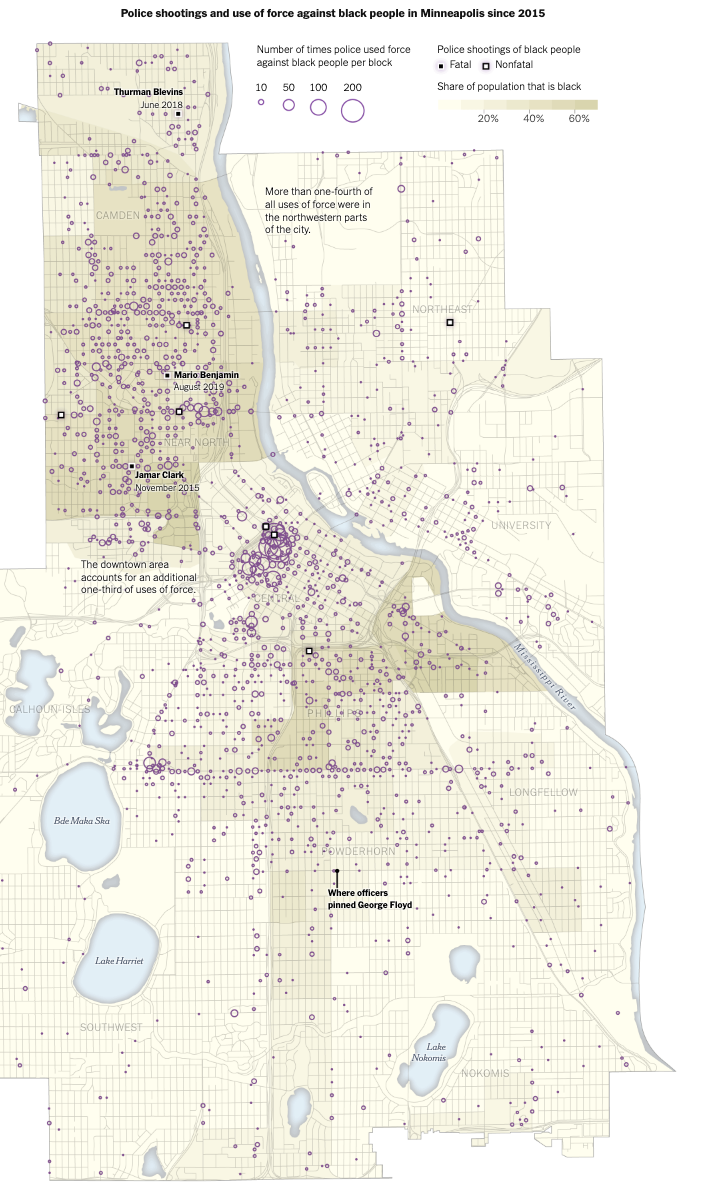 Police shootings and use of force against black people in Minneapolis since 2015
Number of times police used force
against black people per block
10
50
100
200
Police shootings of black people
Fatal
Nonfatal
Share of population that is black
20%
40%
60%
Thurman Blevins
June 2018
More than one-fourth of
all uses of force were in
the northwestern parts
of the city.
CAMDEN
NORTHEAST
Mario Benjamin
August 2019
NEAR NORTH
Jamar Clark
November 2015
UNIVERSITY
The downtown area
accounts for an additional
one-third of uses of force.
CENTRAL
Mississippi River
CALHOUN-ISLES
PHILLIPS
LONGFELLOW
Bde Maka Ska
POWDERHORN
Where officers
pinned George Floyd
Lake Harriet
SOUTHWEST
Lake
Nokomis
NOKOMIS